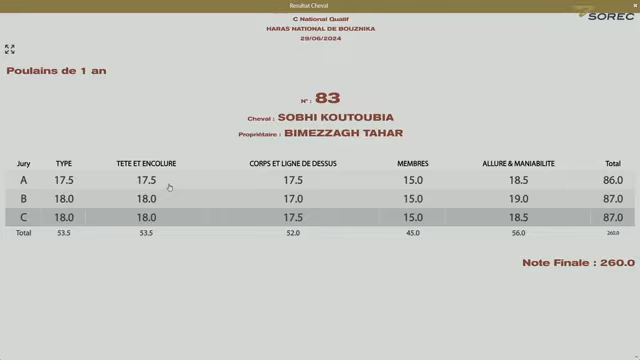 Resultat Cheval
SOREC
C National Qualif
HARAS NATIONAL DE BOUZNIKA
29/06/2024
Poulains de 1 an
N° : 83
Cheval : SOBHI KOUTOUBIA
Propriétaire : BIMEZZAGH TAHAR
Jury TYPE TETE ET ENCOLURE CORPS ET LIGNE DE DESSUS MEMBRES ALLURE & MANIABILITE Total
A 17.5 17.5 17.5 15.0 18.5 86.0
B 18.0 18.0 17.0 15.0 19.0 87.0
C 18.0 18.0 17.5 15.0 18.5 87.0
Total 53.5 53.5 52.0 45.0 56.0 260.0
Note Finale : 260.0